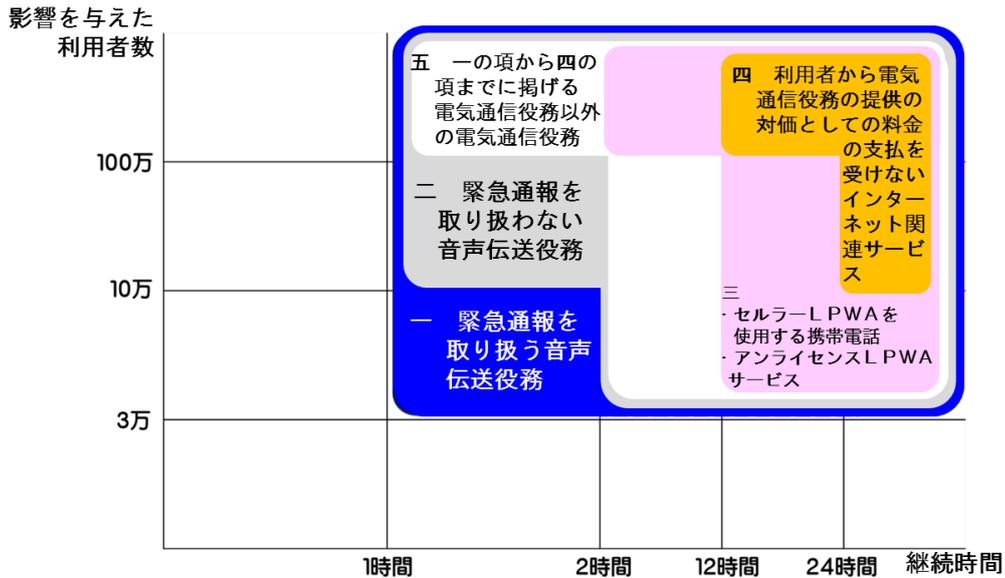 影響を与えた
利用者数
五　一の項から四の
項までに掲げる
電気通信役務以外
の電気通信役務
四　利用者から電気
通信役務の提供の
対価としての料金
の支払を
受けない
インター
ネット関
連サービ
ス
100万
二　緊急通報を
取り扱わない
音声伝送役務
10万
一　緊急通報を
取り扱う音声
伝送役務
三
・セルラーＬＰＷＡを
使用する携帯電話
・アンライセンスＬＰＷＡ
サービス
3万
1時間
2時間
12時間
24時間
継続時間